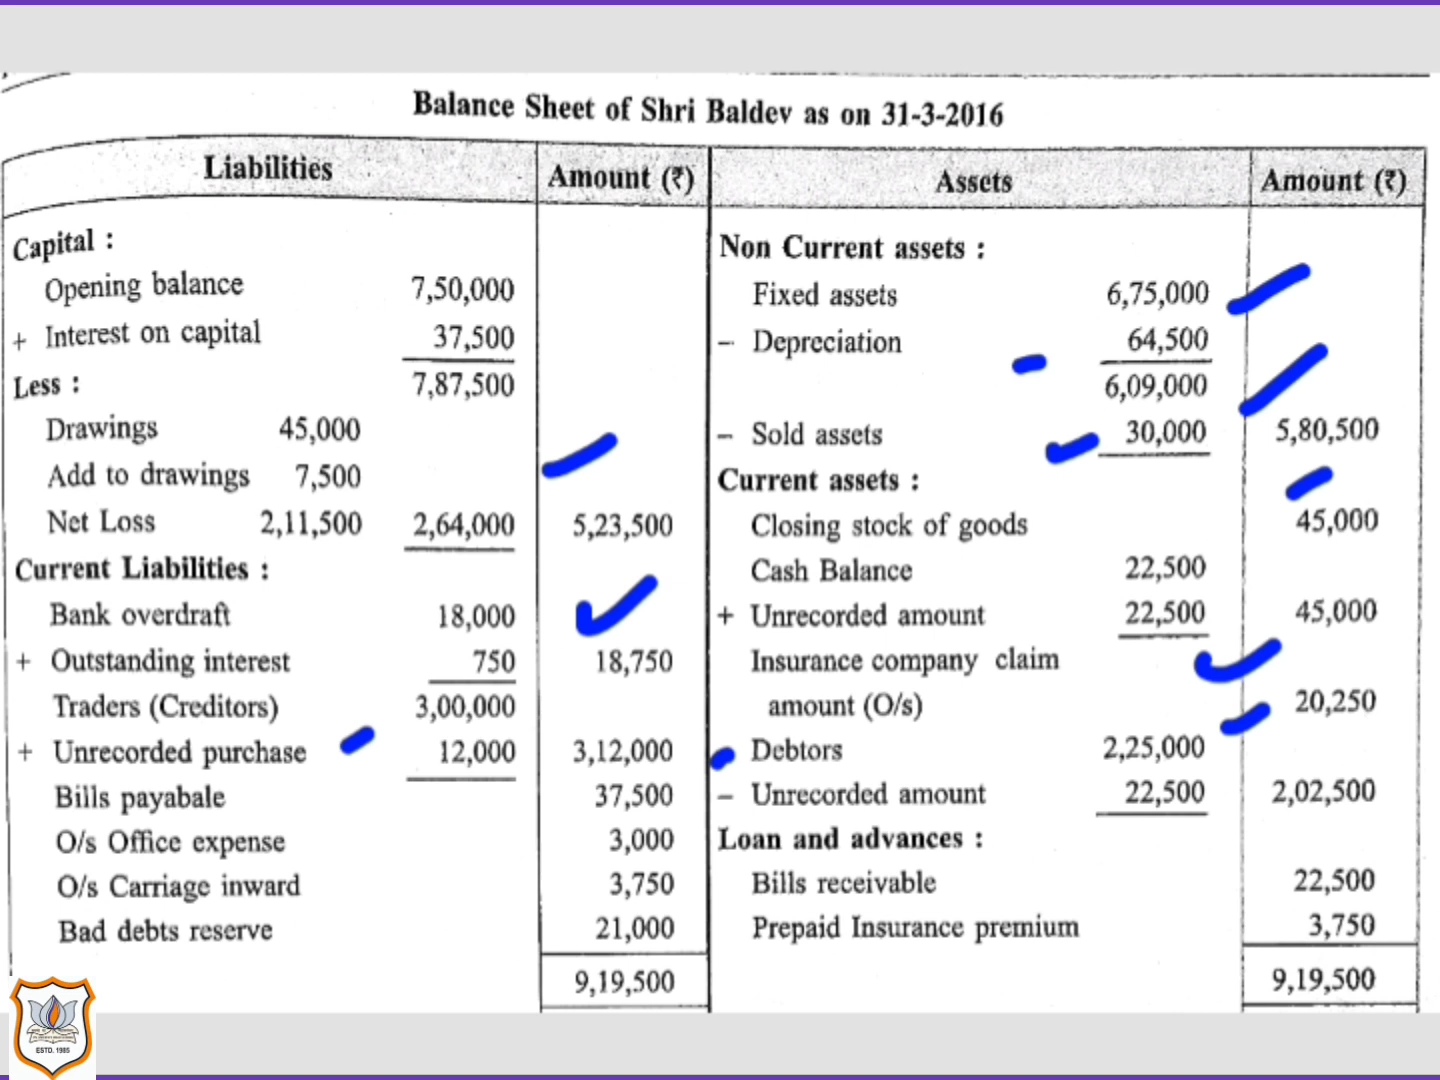 Balance Sheet of Shri Baldev as on 31-3-2016
Liabilities Amount (₹) Assets Amount (₹)
Capital :
Opening balance 7,50,000
+ Interest on capital 37,500
Less : 7,87,500
Drawings 45,000
Add to drawings 7,500
Net Loss 2,11,500 2,64,000 5,23,500
Current Liabilities :
Bank overdraft 18,000
+ Outstanding interest 750 18,750
Traders (Creditors) 3,00,000
+ Unrecorded purchase 12,000 3,12,000
Bills payabale 37,500
O/s Office expense 3,000
O/s Carriage inward 3,750
Bad debts reserve 21,000
9,19,500
Non Current assets :
Fixed assets 6,75,000
– Depreciation 64,500
6,09,000
– Sold assets 30,000 5,80,500
Current assets :
Closing stock of goods 45,000
Cash Balance 22,500
+ Unrecorded amount 22,500 45,000
Insurance company claim
amount (O/s) 20,250
Debtors 2,25,000
– Unrecorded amount 22,500 2,02,500
Loan and advances :
Bills receivable 22,500
Prepaid Insurance premium 3,750
9,19,500
ESTD. 1985